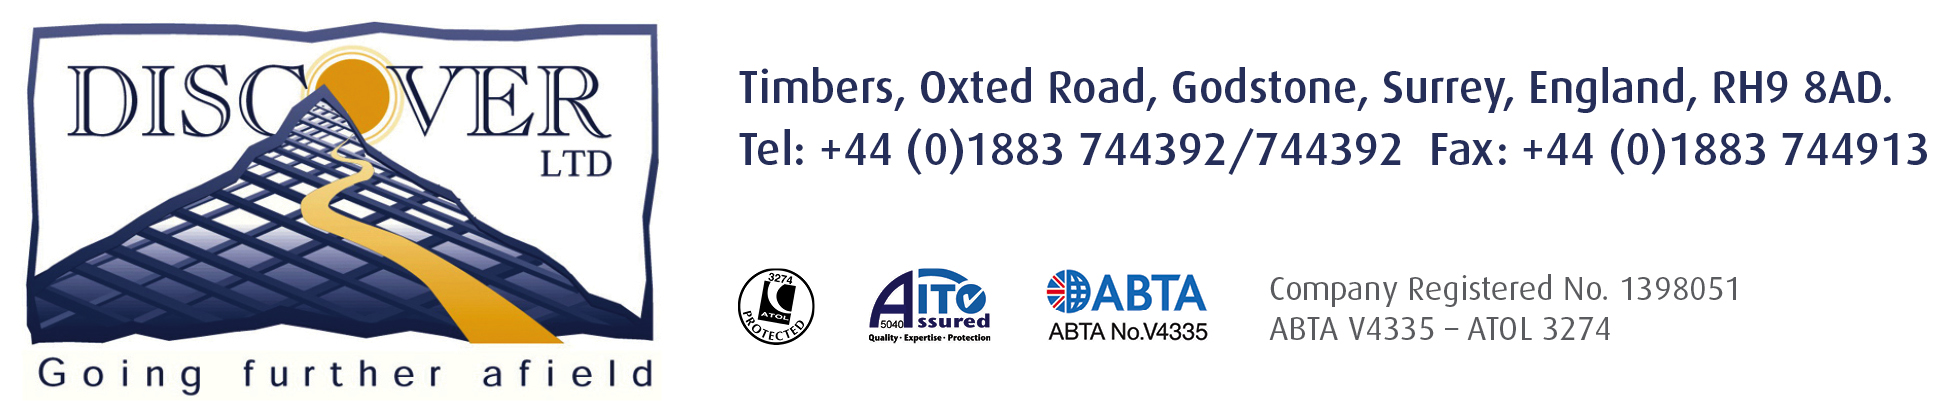 DISCOVER
LTD
Going further afield
Timbers, Oxted Road, Godstone, Surrey, England, RH9 8AD.
Tel: +44 (0)1883 744392/744392 Fax: +44 (0)1883 744913
3274
ATOL
PROTECTED
AITO
5040 ssured
Quality · Expertise · Protection
ABTA
ABTA No.V4335
Company Registered No. 1398051
ABTA V4335 – ATOL 3274